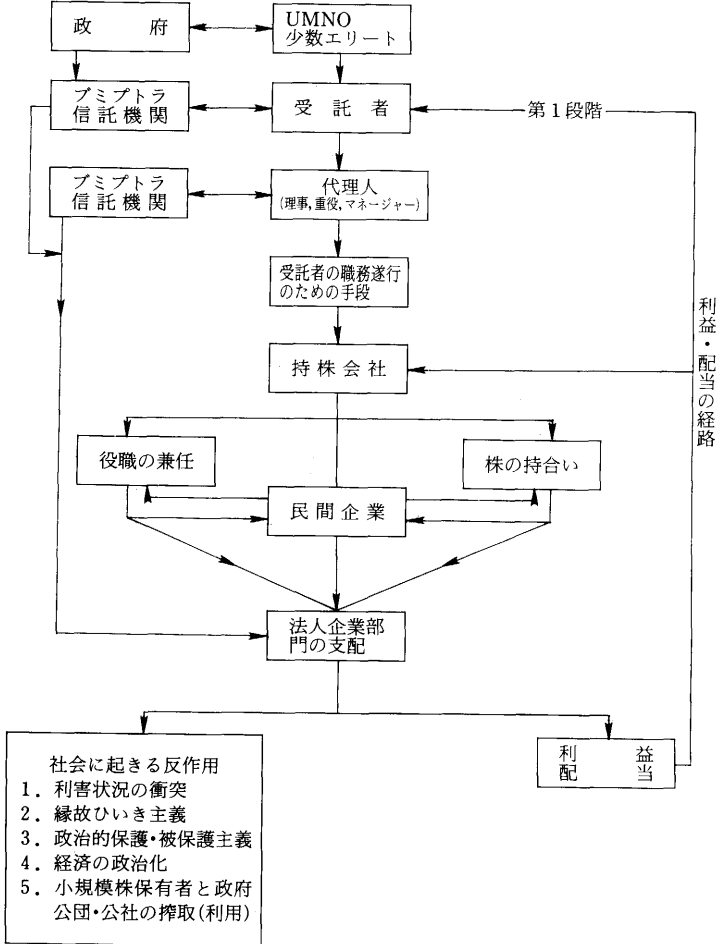 政府
UMNO
少数エリート
ブミプトラ
信託機関
受託者
第1段階
ブミプトラ
信託機関
代理人
(理事,重役,マネージャー)
受託者の職務遂行
のための手段
持株会社
利益・配当の経路
役職の兼任
株の持合い
民間企業
法人企業部
門の支配
社会に起きる反作用
1．利害状況の衝突
2．縁故ひいき主義
3．政治的保護・被保護主義
4．経済の政治化
5．小規模株保有者と政府
公団・公社の搾取(利用)
利益
配当